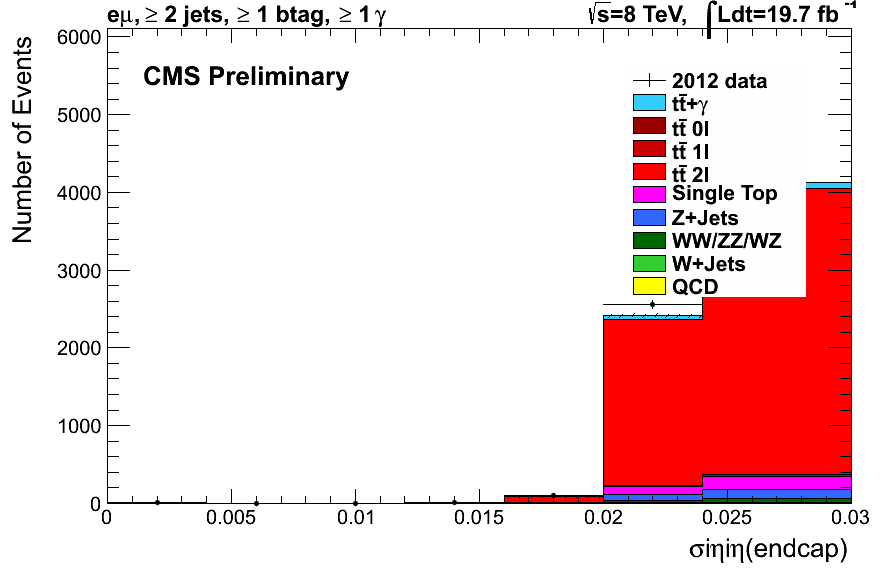 eμ, ≥ 2 jets, ≥ 1 btag, ≥ 1 γ
√s=8 TeV, ∫Ldt=19.7 fb⁻¹
CMS Preliminary
Number of Events
6000
5000
4000
3000
2000
1000
0
2012 data
tt̄+γ
tt̄ 0l
tt̄ 1l
tt̄ 2l
Single Top
Z+Jets
WW/ZZ/WZ
W+Jets
QCD
0 0.005 0.01 0.015 0.02 0.025 0.03
σiηiη(endcap)